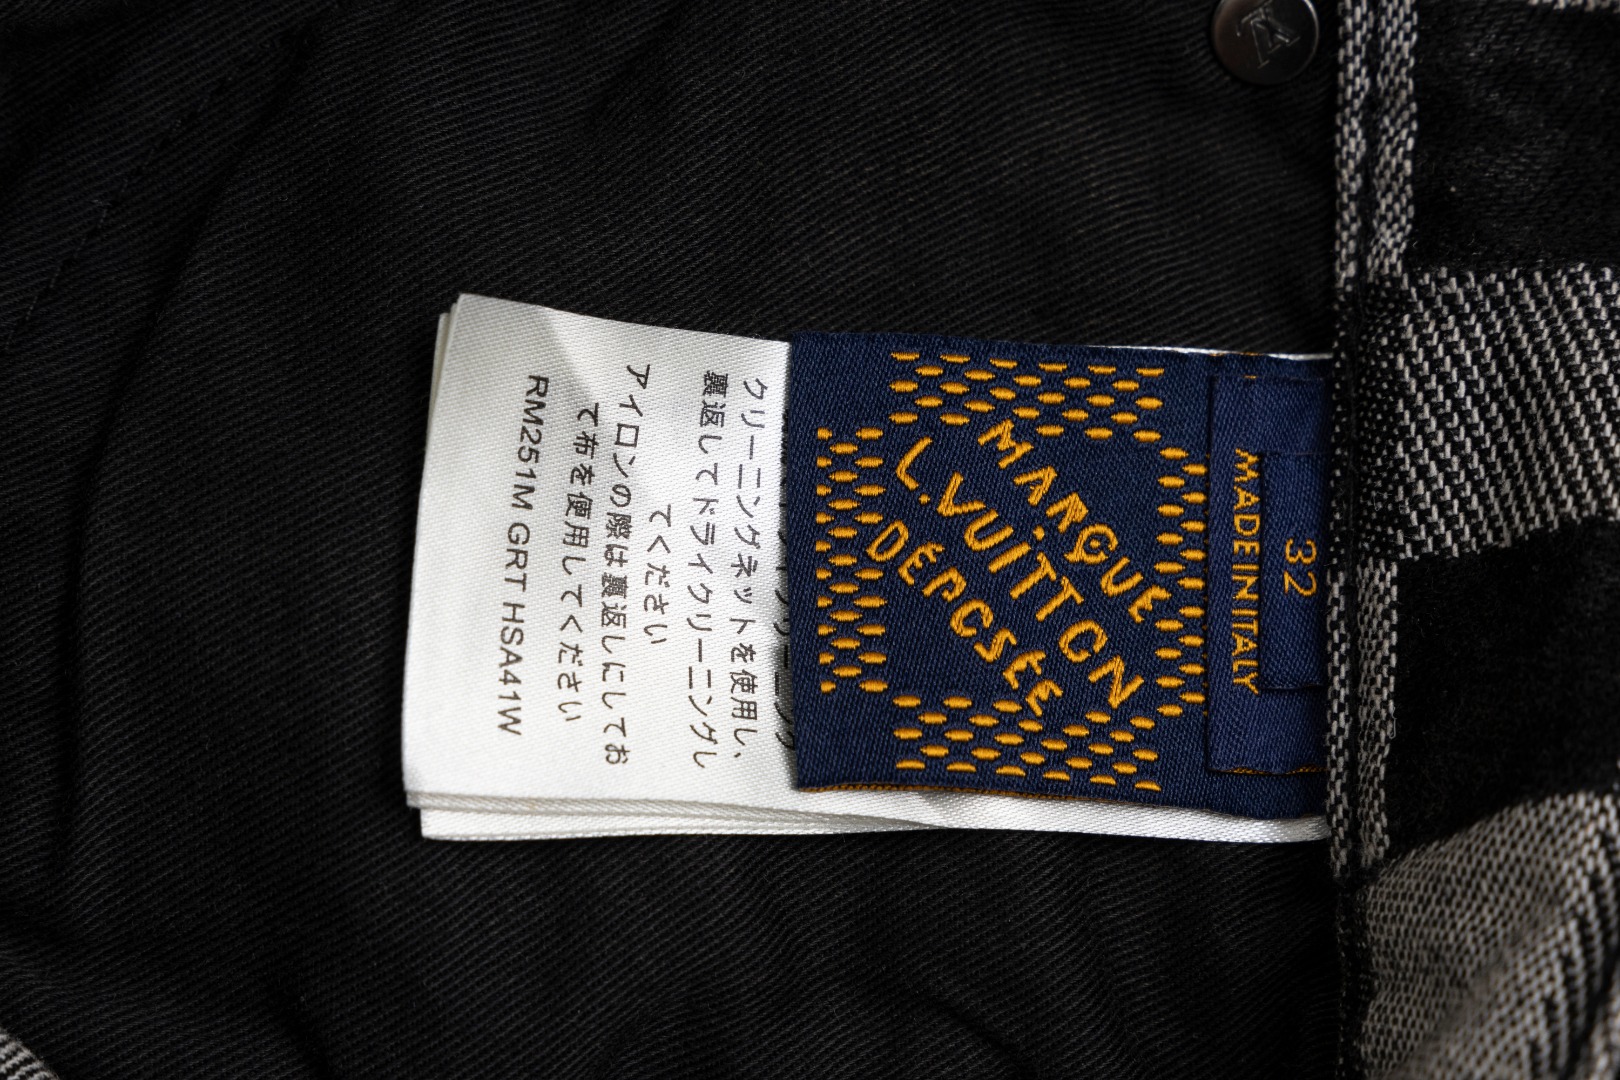 32
MADE IN ITALY
MARQUE
L.VUITTON
DÉPOSÉE
クリーニングネットを使用し、
裏返してドライクリーニングし
てください
アイロンの際は裏返しにしてお
て布を使用してください
RM251M GRT HSA41W